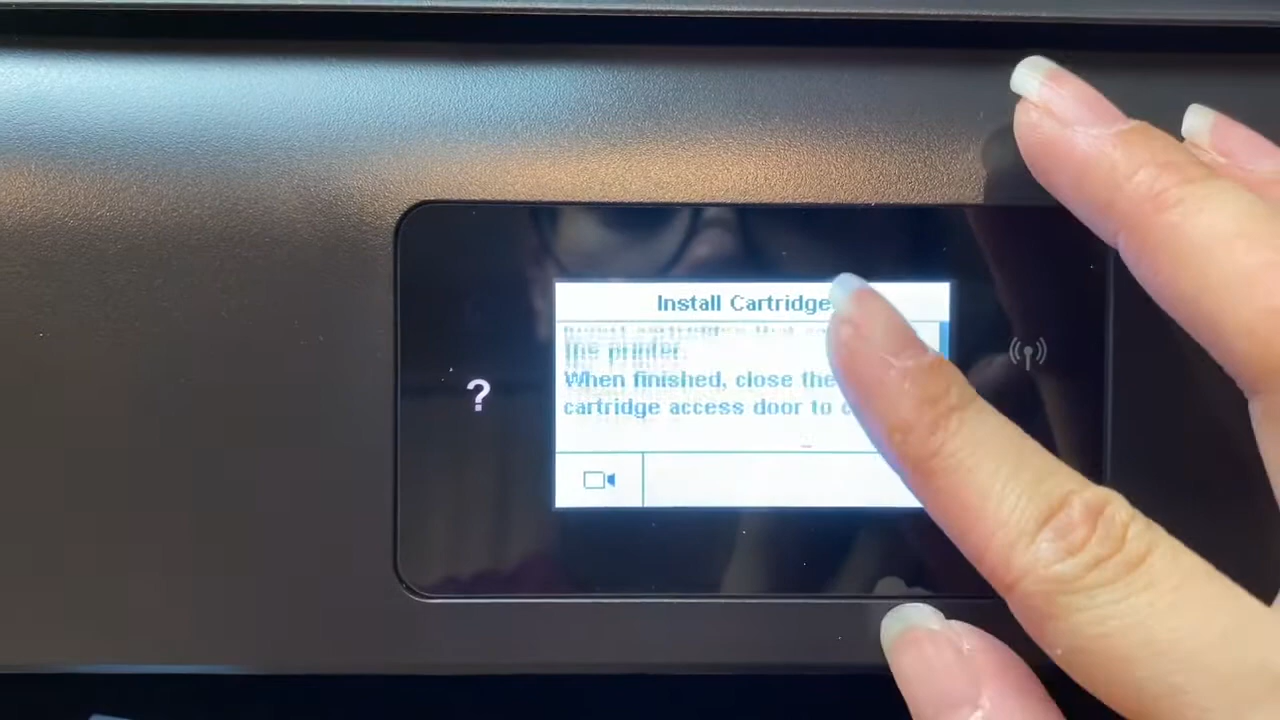 Install Cartridge
the printer.
When finished, close the
cartridge access door to
?